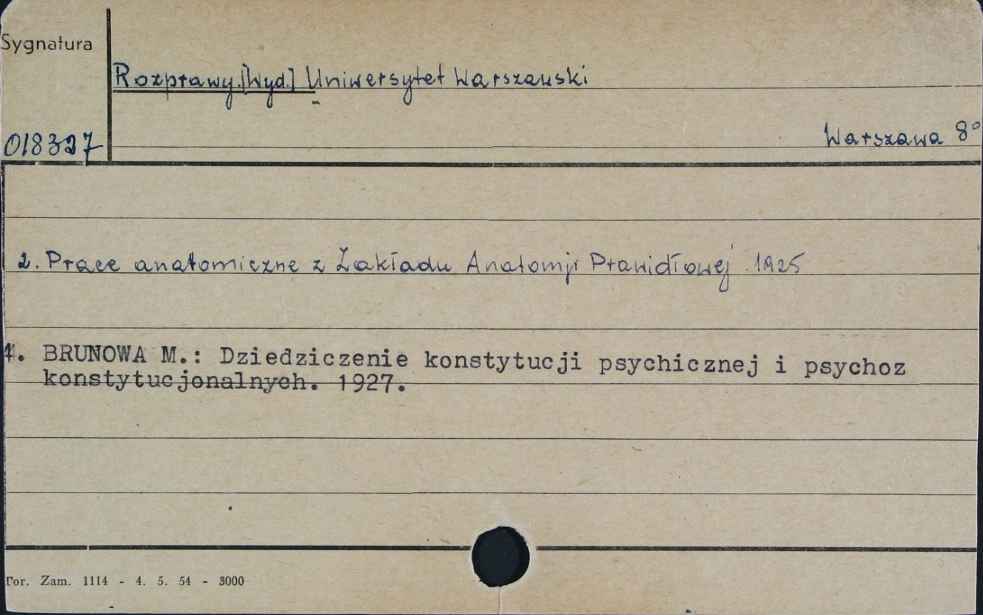 Sygnatura
Rozprawy. [Wyd.] Uniwersytet Warszawski
018327
Warszawa 8°
2. Prace anatomiczne z Zakładu Anatomji Prawidłowej 1925
4. BRUNOWA M.: Dziedziczenie konstytucji psychicznej i psychoz
konstytucjonalnych. 1927.
Tor. Zam. 1114 - 4. 5. 54 - 3000